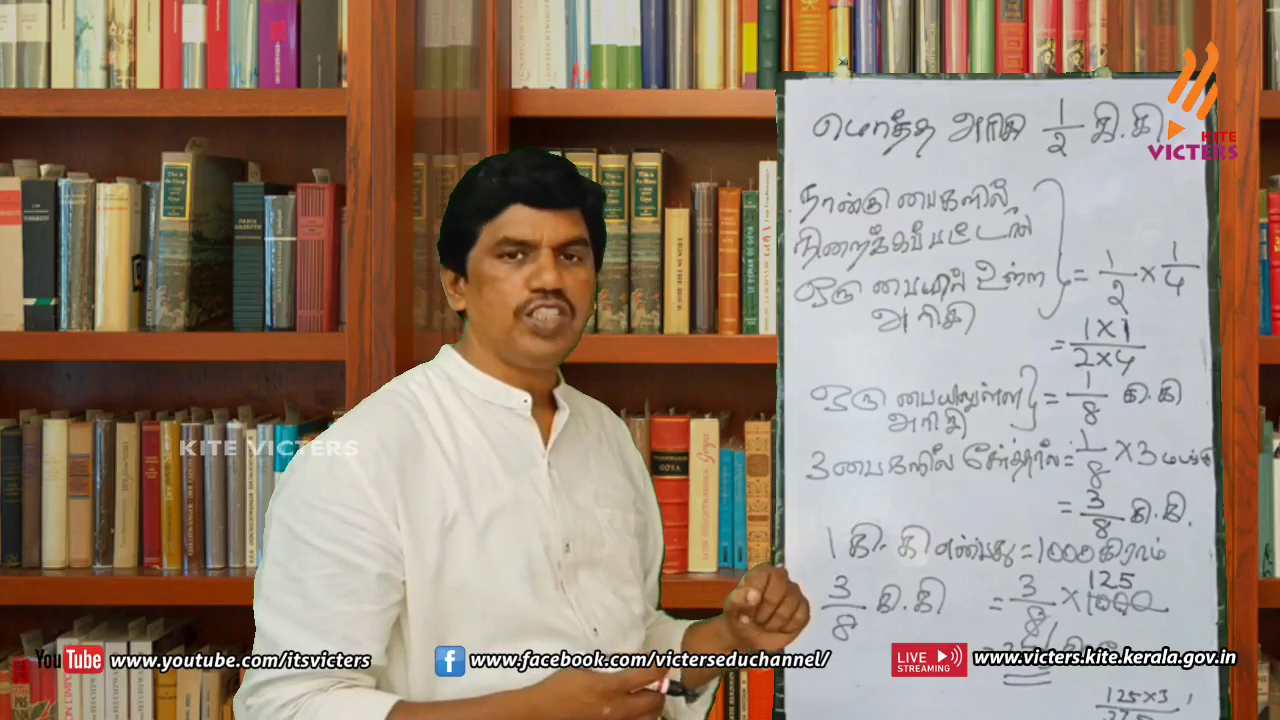 மொத்த அரிசி 1/2 கி.கி
KITE
VICTERS
நான்கு பைகளில்
நிறைக்கப்பட்டால்
ஒரு பையில் உள்ள
அரிசி
= 1/2 × 1/4
= 1×1/2×4
ஒரு பையிலுள்ள
அரிசி
= 1/8 கி.கி
3 பைகளில் சேர்த்தால் = 1/8 × 3
= 3/8 கி.கி.
1 கி.கி என்பது = 1000 கிராம்
3/8 கி.கி = 3/8 × 1000
125
125×3
KITE VICTERS
YouTube www.youtube.com/itsvicters
f www.facebook.com/victerseduchannel/
LIVE STREAMING www.victers.kite.kerala.gov.in